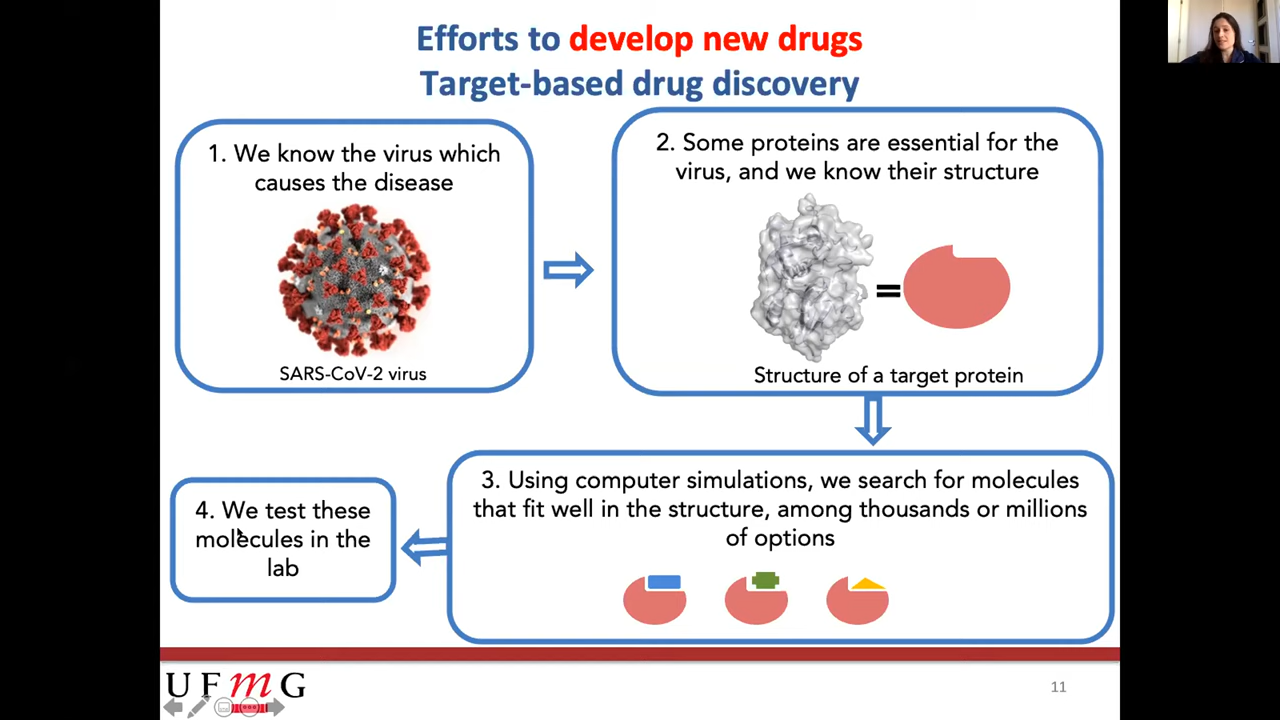 Efforts to develop new drugs
Target-based drug discovery
1. We know the virus which
causes the disease
SARS-CoV-2 virus
2. Some proteins are essential for the
virus, and we know their structure
=
Structure of a target protein
3. Using computer simulations, we search for molecules
that fit well in the structure, among thousands or millions
of options
4. We test these
molecules in the
lab
UFmG
11